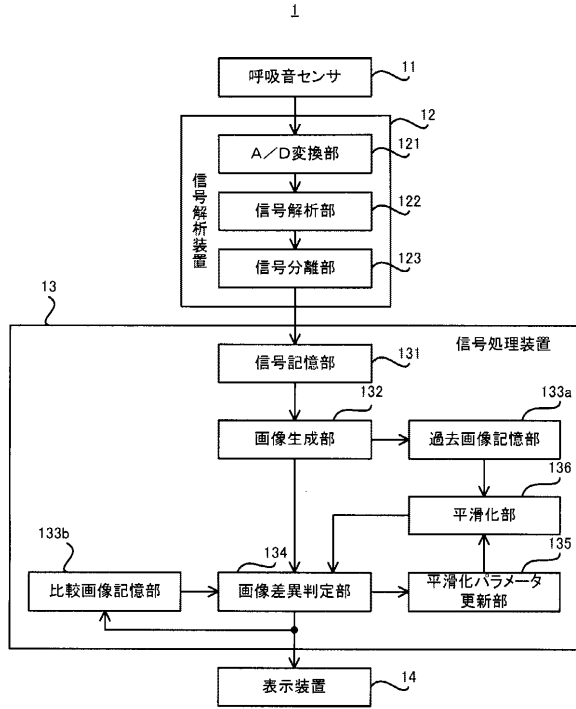 1
呼吸音センサ
11
12
A/D変換部
121
信号解析装置
信号解析部
122
信号分離部
123
13
信号処理装置
信号記憶部
131
132
画像生成部
133a
過去画像記憶部
136
平滑化部
133b
比較画像記憶部
134
画像差異判定部
135
平滑化パラメータ
更新部
表示装置
14